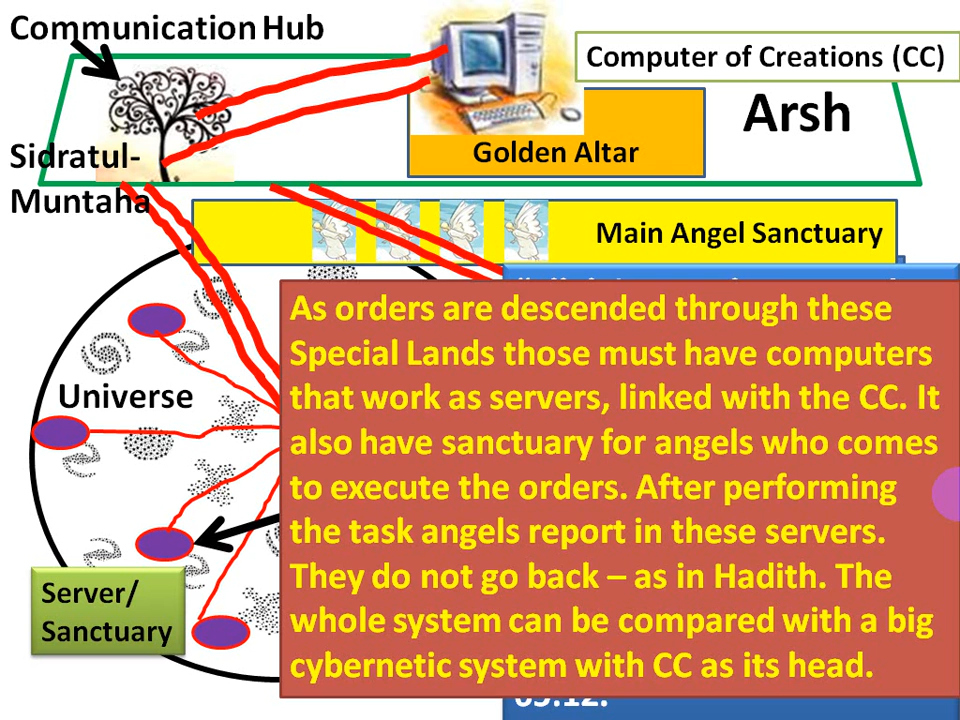 Communication Hub
Computer of Creations (CC)
Arsh
Golden Altar
Sidratul-
Muntaha
Main Angel Sanctuary
As orders are descended through these
Special Lands those must have computers
that work as servers, linked with the CC. It
also have sanctuary for angels who comes
to execute the orders. After performing
the task angels report in these servers.
They do not go back – as in Hadith. The
whole system can be compared with a big
cybernetic system with CC as its head.
Universe
Server/
Sanctuary